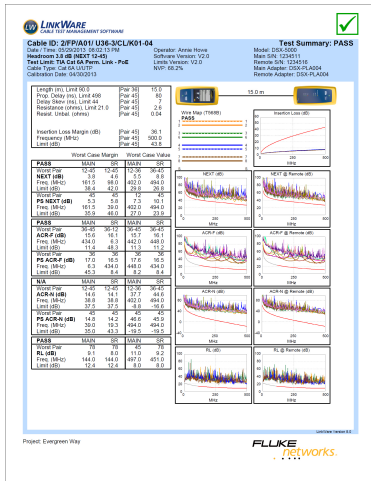 LINKWARE
CABLE TEST MANAGEMENT SOFTWARE
Cable ID: 2/FP/A01/ U36-3/CL/K01-04
Test Summary: PASS
Date / Time: 05/29/2013 06:02:13 PM
Headroom 3.8 dB (NEXT 12-45)
Test Limit: TIA Cat 6A Perm. Link - PoE
Cable Type: Cat 6A U/UTP
Calibration Date: 04/30/2013
Operator: Annie Howe
Software Version: V2.0
Limits Version: V2.0
NVP: 68.2%
Model: DSX-5000
Main S/N: 1234511
Remote S/N: 1234516
Main Adapter: DSX-PLA004
Remote Adapter: DSX-PLA004
Length (m), Limit 90.0 [Pair 36] 15.0
Prop. Delay (ns), Limit 498 [Pair 45] 80
Delay Skew (ns), Limit 44 [Pair 45] 7
Resistance (ohms), Limit 21.0 [Pair 45] 2.6
Resist. Unbal. (ohms) [Pair 45] 0.04
Insertion Loss Margin (dB) [Pair 45] 36.1
Frequency (MHz) [Pair 45] 500.0
Limit (dB) [Pair 45] 43.8
15.0 m
Wire Map (T568B)
PASS
Insertion Loss (dB)
MHz
Worst Case Margin Worst Case Value
PASS MAIN SR MAIN SR
Worst Pair 12-45 12-45 12-36 36-45
NEXT (dB) 3.8 4.6 5.5 8.8
Freq. (MHz) 161.5 98.0 402.0 494.0
Limit (dB) 38.4 42.0 29.8 26.8
Worst Pair 45 45 12 45
PS NEXT (dB) 5.3 5.8 7.3 10.1
Freq. (MHz) 161.5 39.0 402.0 494.0
Limit (dB) 35.9 46.0 27.0 23.9
PASS MAIN SR MAIN SR
Worst Pair 36-45 36-12 36-45 36-45
ACR-F (dB) 15.6 16.1 15.7 16.1
Freq. (MHz) 434.0 6.3 442.0 448.0
Limit (dB) 11.4 48.3 11.3 11.2
Worst Pair 36 36 36 36
PS ACR-F (dB) 17.0 16.5 17.6 16.5
Freq. (MHz) 6.3 434.0 448.0 434.0
Limit (dB) 45.3 8.4 8.2 8.4
N/A MAIN SR MAIN SR
Worst Pair 12-45 12-45 12-36 36-45
ACR-N (dB) 14.6 14.1 37.7 44.6
Freq. (MHz) 38.8 38.8 402.0 494.0
Limit (dB) 37.5 37.5 -8.8 -16.6
Worst Pair 45 45 45 45
PS ACR-N (dB) 14.8 14.2 46.6 45.9
Freq. (MHz) 39.0 19.3 494.0 494.0
Limit (dB) 35.0 43.3 -19.5 -19.5
PASS MAIN SR MAIN SR
Worst Pair 78 78 45 78
RL (dB) 9.1 8.0 11.0 9.2
Freq. (MHz) 144.0 144.0 497.0 451.0
Limit (dB) 12.4 12.4 8.0 8.0
NEXT (dB)
NEXT @ Remote (dB)
MHz
MHz
ACR-F (dB)
ACR-F @ Remote (dB)
MHz
MHz
ACR-N (dB)
ACR-N @ Remote (dB)
MHz
MHz
RL (dB)
RL @ Remote (dB)
MHz
MHz
Project: Evergreen Way
FLUKE
networks.